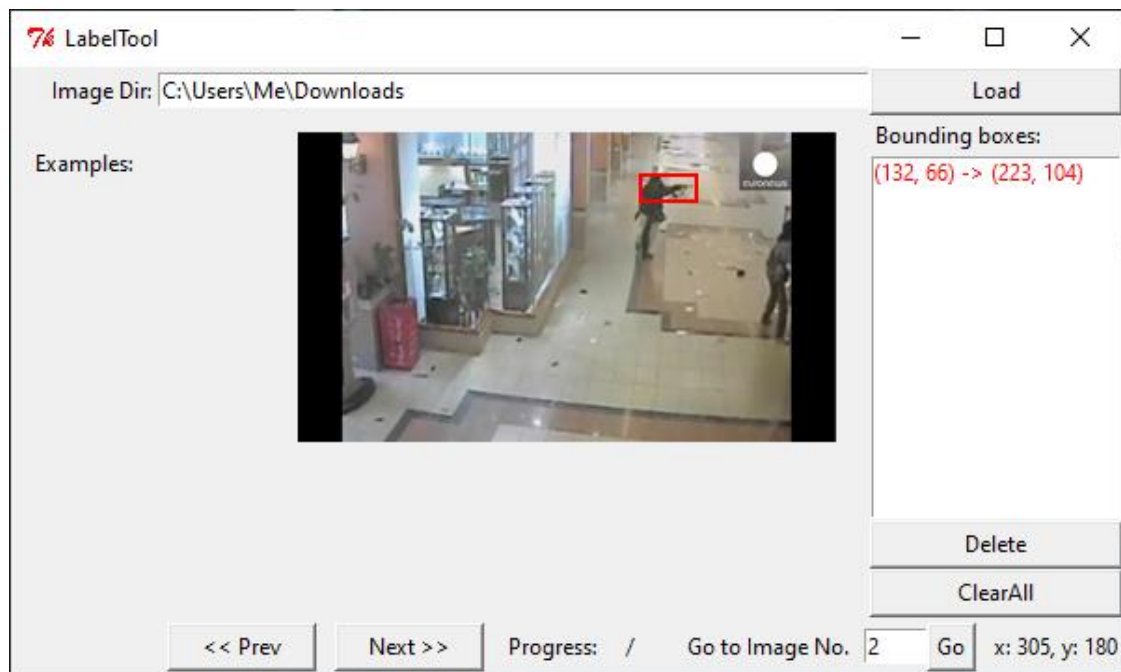 LabelTool
Image Dir: C:\Users\Me\Downloads Load
Examples:
euronews
Bounding boxes:
(132, 66) -> (223, 104)
Delete
ClearAll
<< Prev Next >> Progress: / Go to Image No. 2 Go x: 305, y: 180